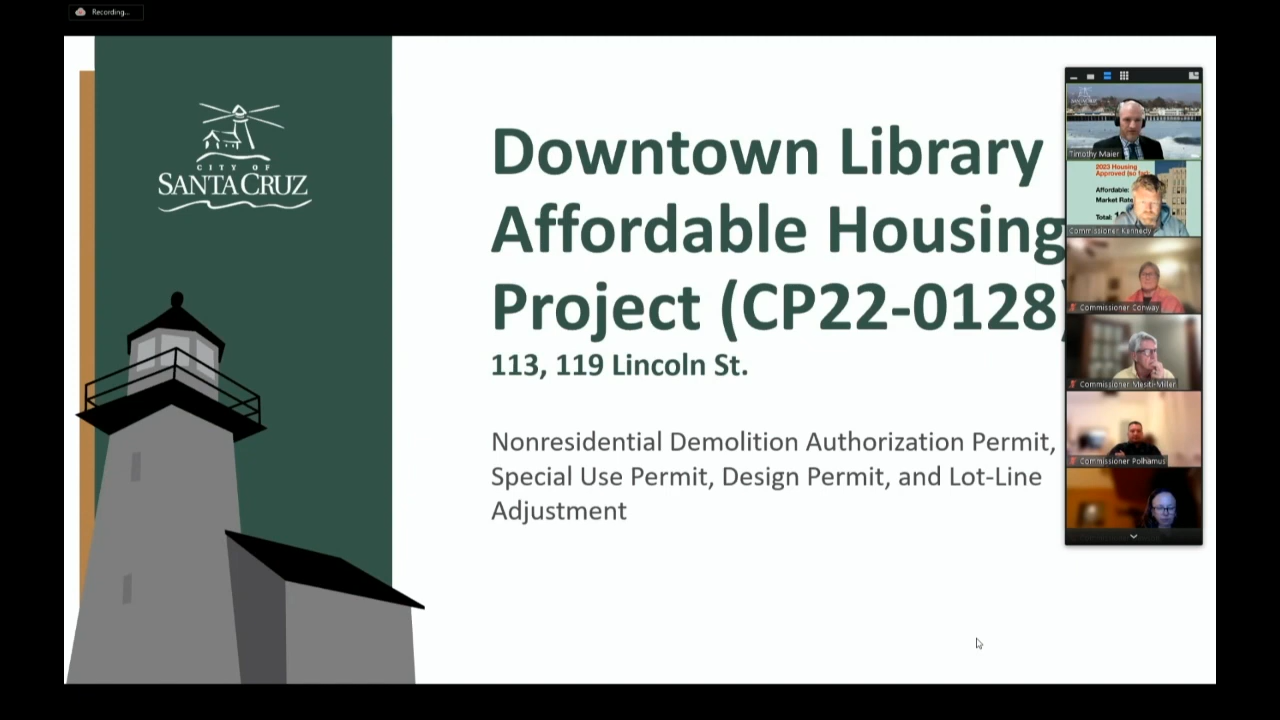 Recording...
CITY OF
SANTA CRUZ
Downtown Library
Affordable Housing
Project (CP22-0128)
113, 119 Lincoln St.
Nonresidential Demolition Authorization Permit,
Special Use Permit, Design Permit, and Lot-Line
Adjustment
Timothy Maier
2023 Housing
Approved (so far)
Affordable:
Market Rate
Total:
Commissioner Kennedy
Commissioner Conway
Commissioner Mesiti-Miller
Commissioner Polhamus